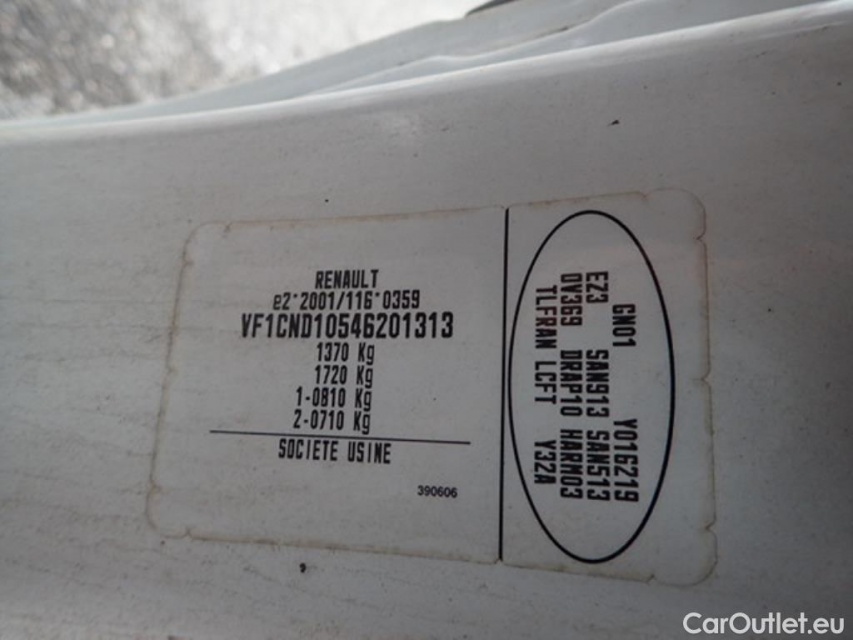 RENAULT
e2*2001/116*0359
VF1CND10546201313
1370 Kg
1720 Kg
1-0810 Kg
2-0710 Kg
SOCIETE USINE
390606
GN01 Y016219
EZ3 SAN913 SAN513
DV369 DRAP10 HARM03
TLFRAN LCFT Y32A
CarOutlet.eu